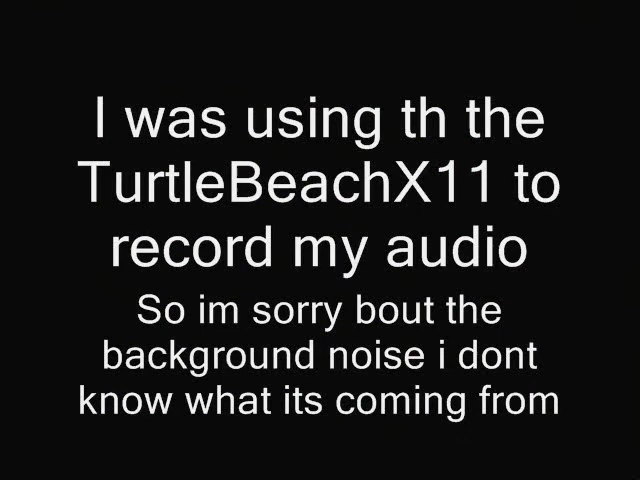 I was using th the
TurtleBeachX11 to
record my audio
So im sorry bout the
background noise i dont
know what its coming from